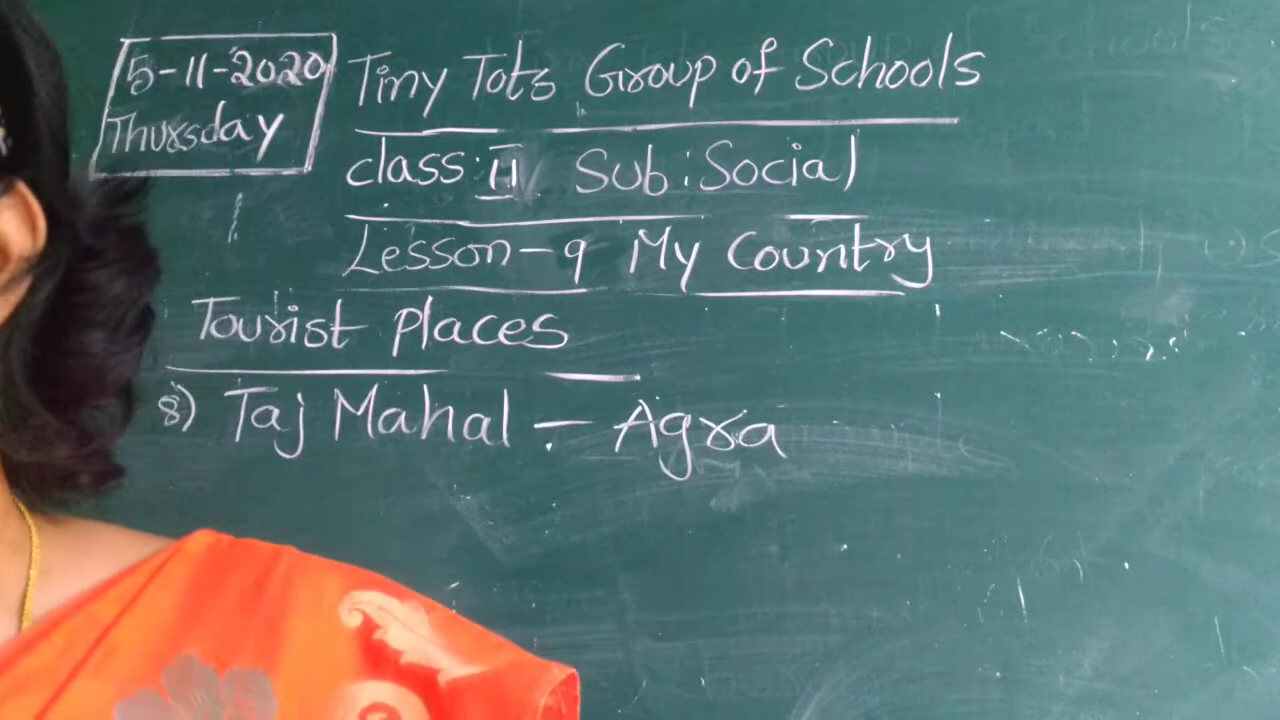 5-11-2020
Thursday
Tiny Tots Group of Schools
class: II Sub: Social
Lesson-9 My Country
Tourist places
8) Taj Mahal - Agra